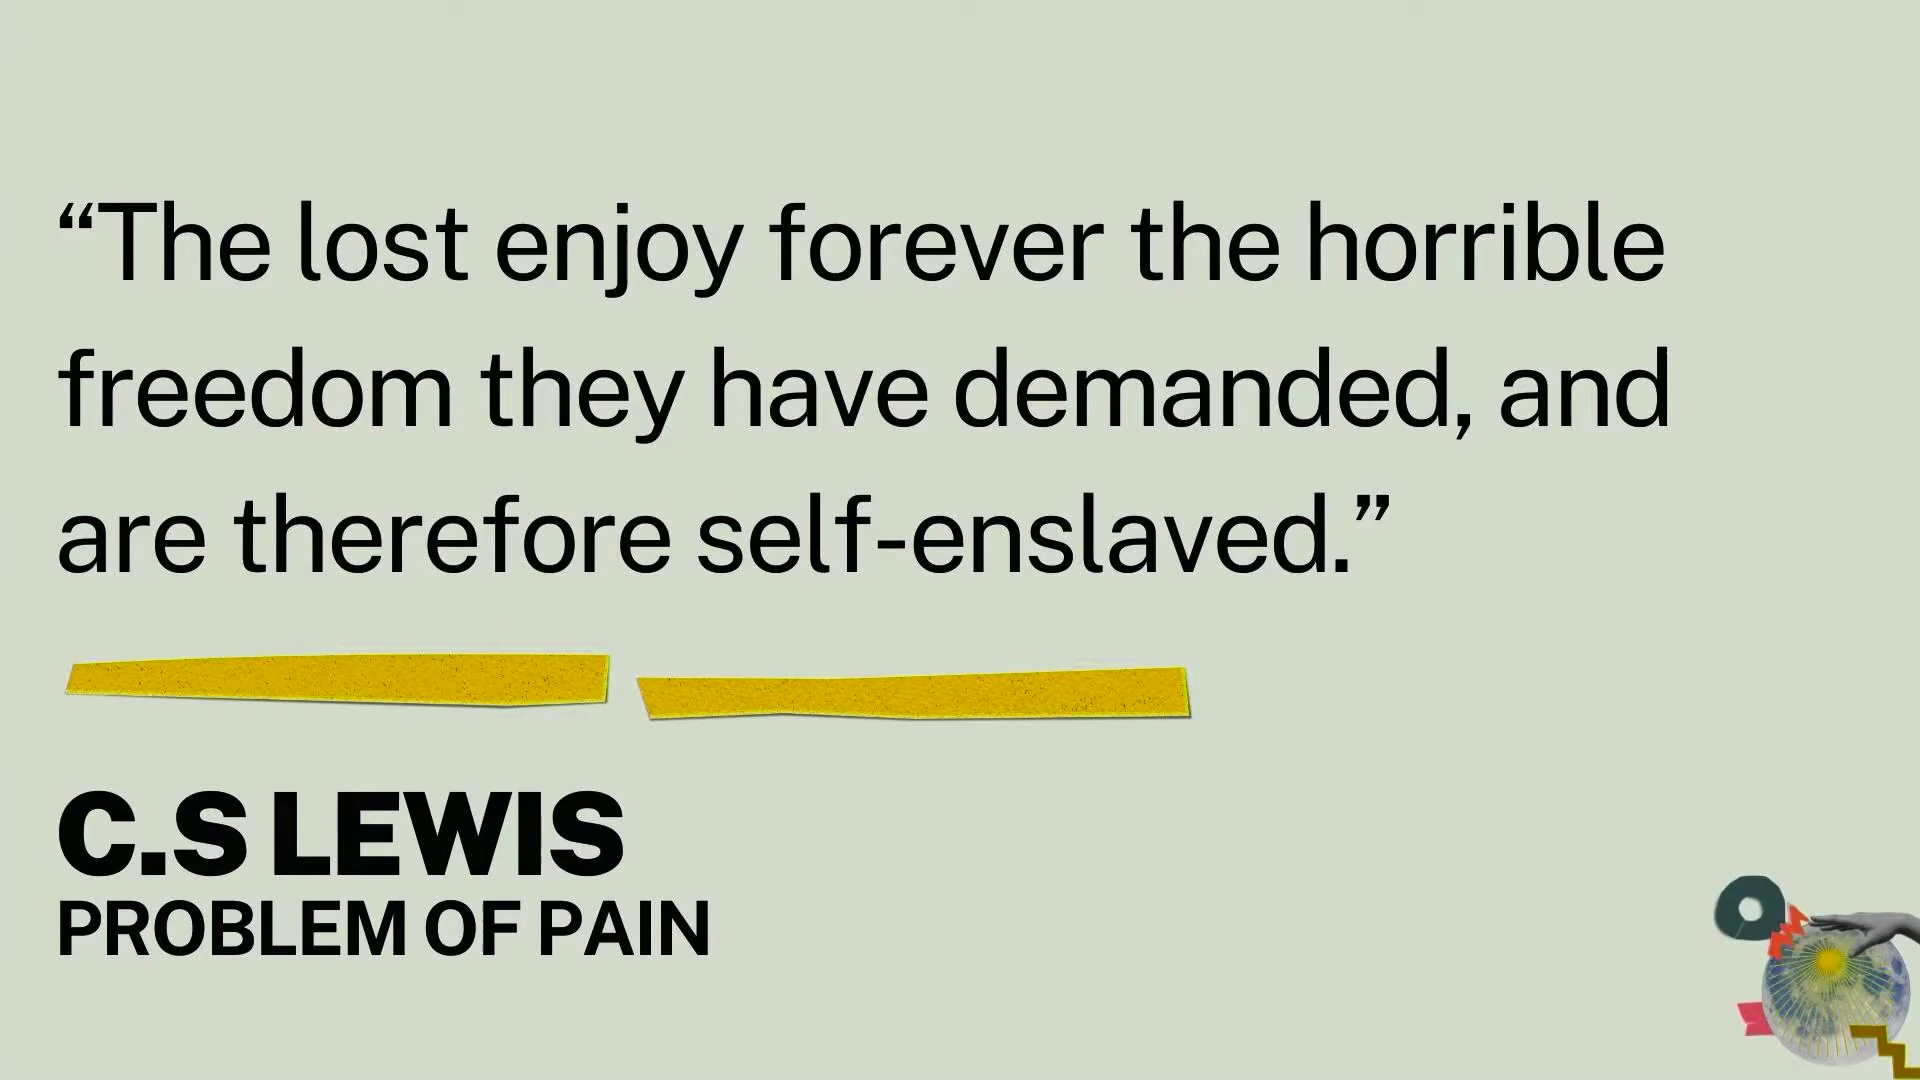 “The lost enjoy forever the horrible
freedom they have demanded, and
are therefore self-enslaved.”
C.S LEWIS
PROBLEM OF PAIN